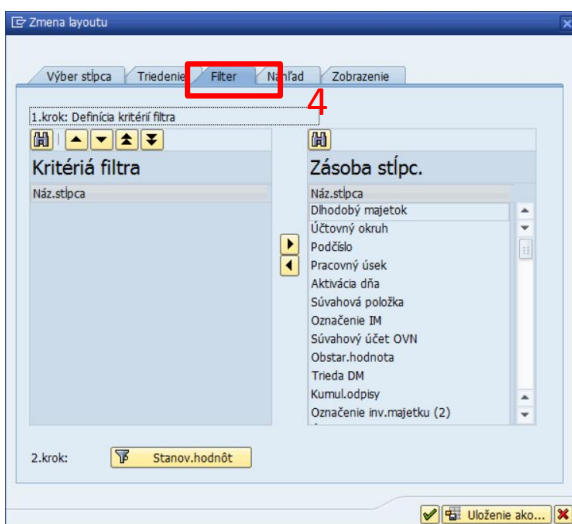 Zmena layoutu
Výber stĺpca Triedenie Filter Náhľad Zobrazenie
4
1.krok: Definícia kritérií filtra
Kritériá filtra
Náz.stĺpca
Zásoba stĺpc.
Náz.stĺpca
Dlhodobý majetok
Účtovný okruh
Podčíslo
Pracovný úsek
Aktivácia dňa
Súvahová položka
Označenie IM
Súvahový účet OVN
Obstar.hodnota
Trieda DM
Kumul.odpisy
Označenie inv.majetku (2)
2.krok: Stanov.hodnôt
Uloženie ako...